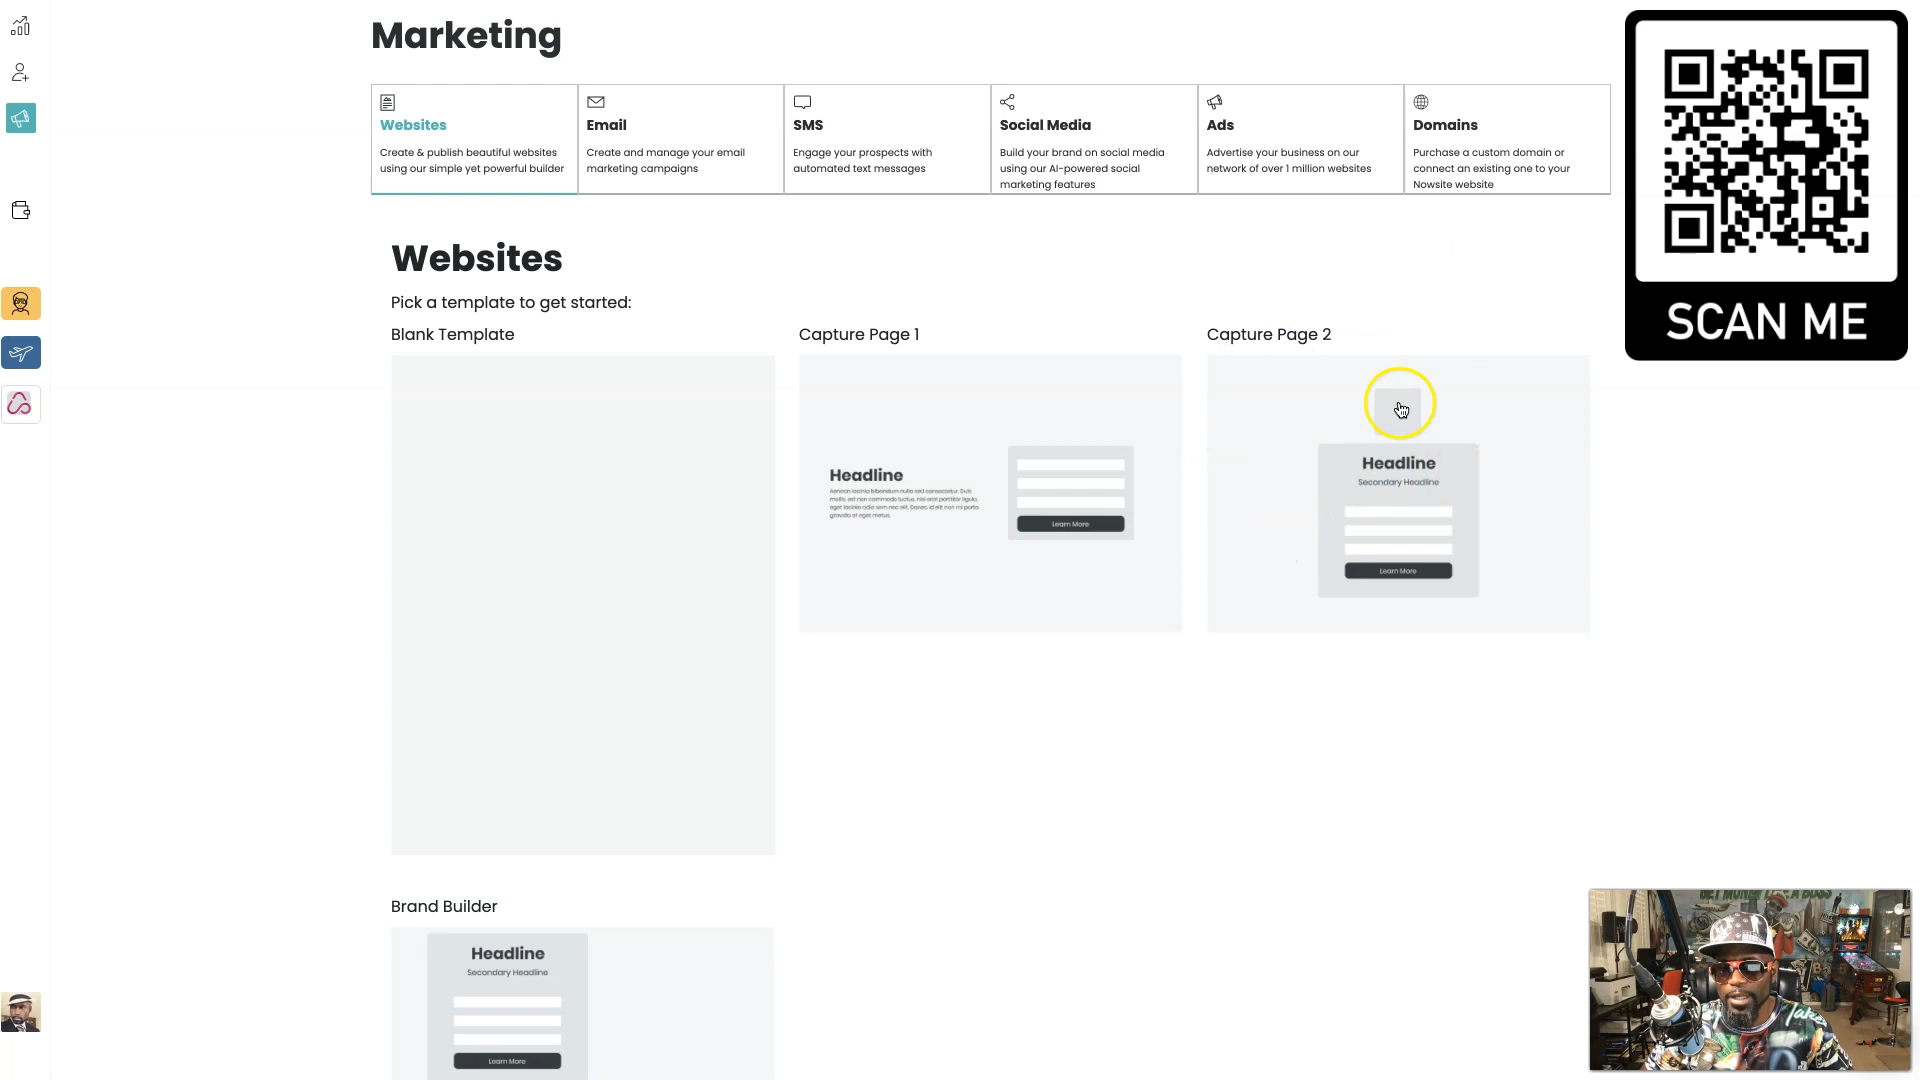 Marketing
Websites
Create & publish beautiful websites
using our simple yet powerful builder
Email
Create and manage your email
marketing campaigns
SMS
Engage your prospects with
automated text messages
Social Media
Build your brand on social media
using our AI-powered social
marketing features
Ads
Advertise your business on our
network of over 1 million websites
Domains
Purchase a custom domain or
connect an existing one to your
Nowsite website
SCAN ME
Websites
Pick a template to get started:
Blank Template
Capture Page 1
Headline
Learn More
Capture Page 2
Headline
Secondary Headline
Learn More
Brand Builder
Headline
Secondary Headline
Learn More